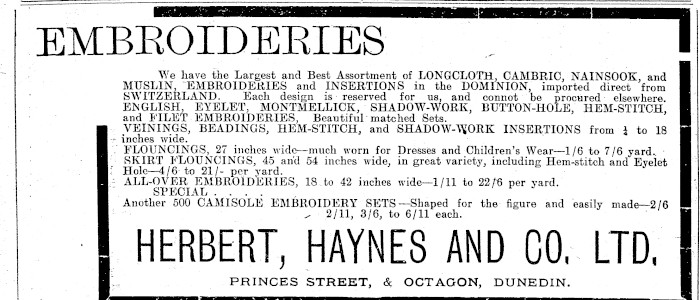 EMBROIDERIES
We have the Largest and Best Assortment of LONGCLOTH, CAMBRIC, NAINSOOK, and
MUSLIN, EMBROIDERIES and INSERTIONS in the DOMINION, imported direct from
SWITZERLAND. Each design is reserved for us, and connot be procured elsewhere.
ENGLISH, EYELET, MONTMELLICK, SHADOW-WORK, BUTTON-HOLE, HEM-STITCH,
and FILET EMBROIDERIES, Beautiful matched Sets.
VEININGS, BEADINGS, HEM-STITCH, and SHADOW-WORK INSERTIONS from ¼ to 18
inches wide.
FLOUNCINGS, 27 inches wide—much worn for Dresses and Children's Wear—1/6 to 7/6 yard.
SKIRT FLOUNCINGS, 45 and 54 inches wide, in great variety, including Hem-stitch and Eyelet
Hole—4/6 to 21/- per yard.
ALL-OVER EMBROIDERIES, 18 to 42 inches wide—1/11 to 22/6 per yard.
SPECIAL . . . .
Another 500 CAMISOLE EMBROIDERY SETS—Shaped for the figure and easily made—2/6
2/11, 3/6, to 6/11 each.
HERBERT, HAYNES AND CO. LTD.
PRINCES STREET, & OCTAGON, DUNEDIN.